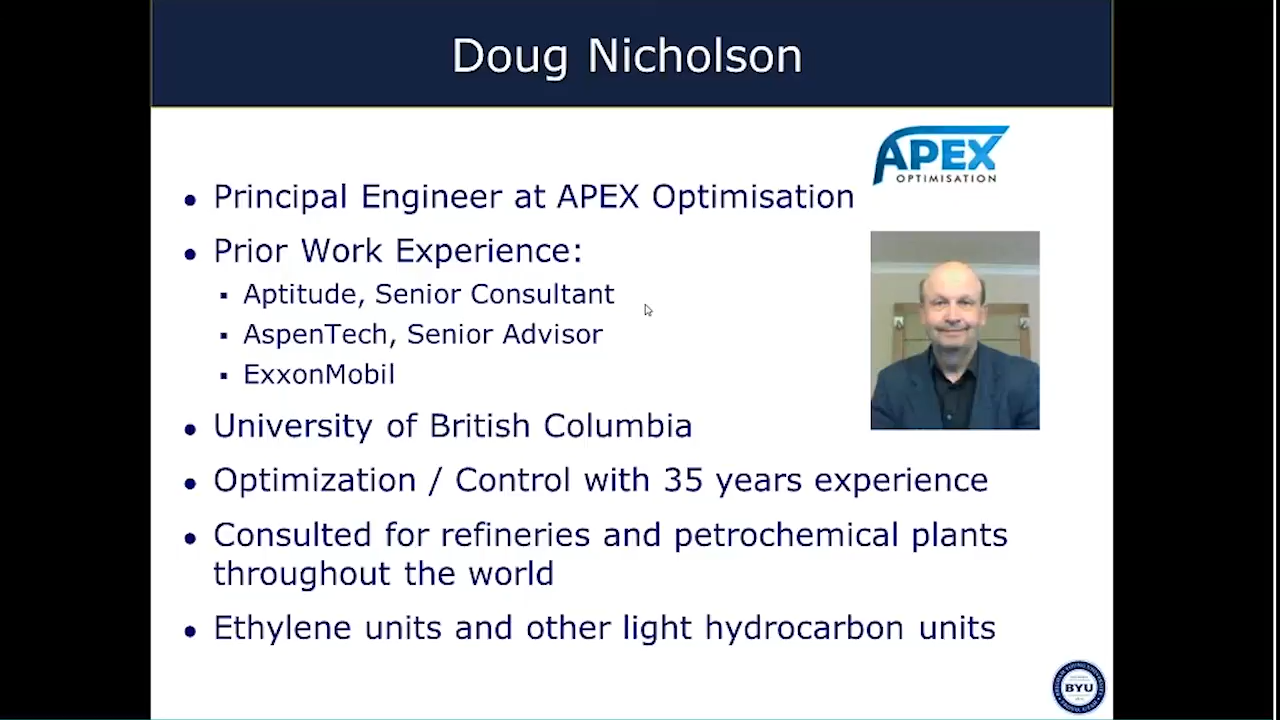 Doug Nicholson
APEX
OPTIMISATION
Principal Engineer at APEX Optimisation
Prior Work Experience:
Aptitude, Senior Consultant
AspenTech, Senior Advisor
ExxonMobil
University of British Columbia
Optimization / Control with 35 years experience
Consulted for refineries and petrochemical plants
throughout the world
Ethylene units and other light hydrocarbon units
BYU